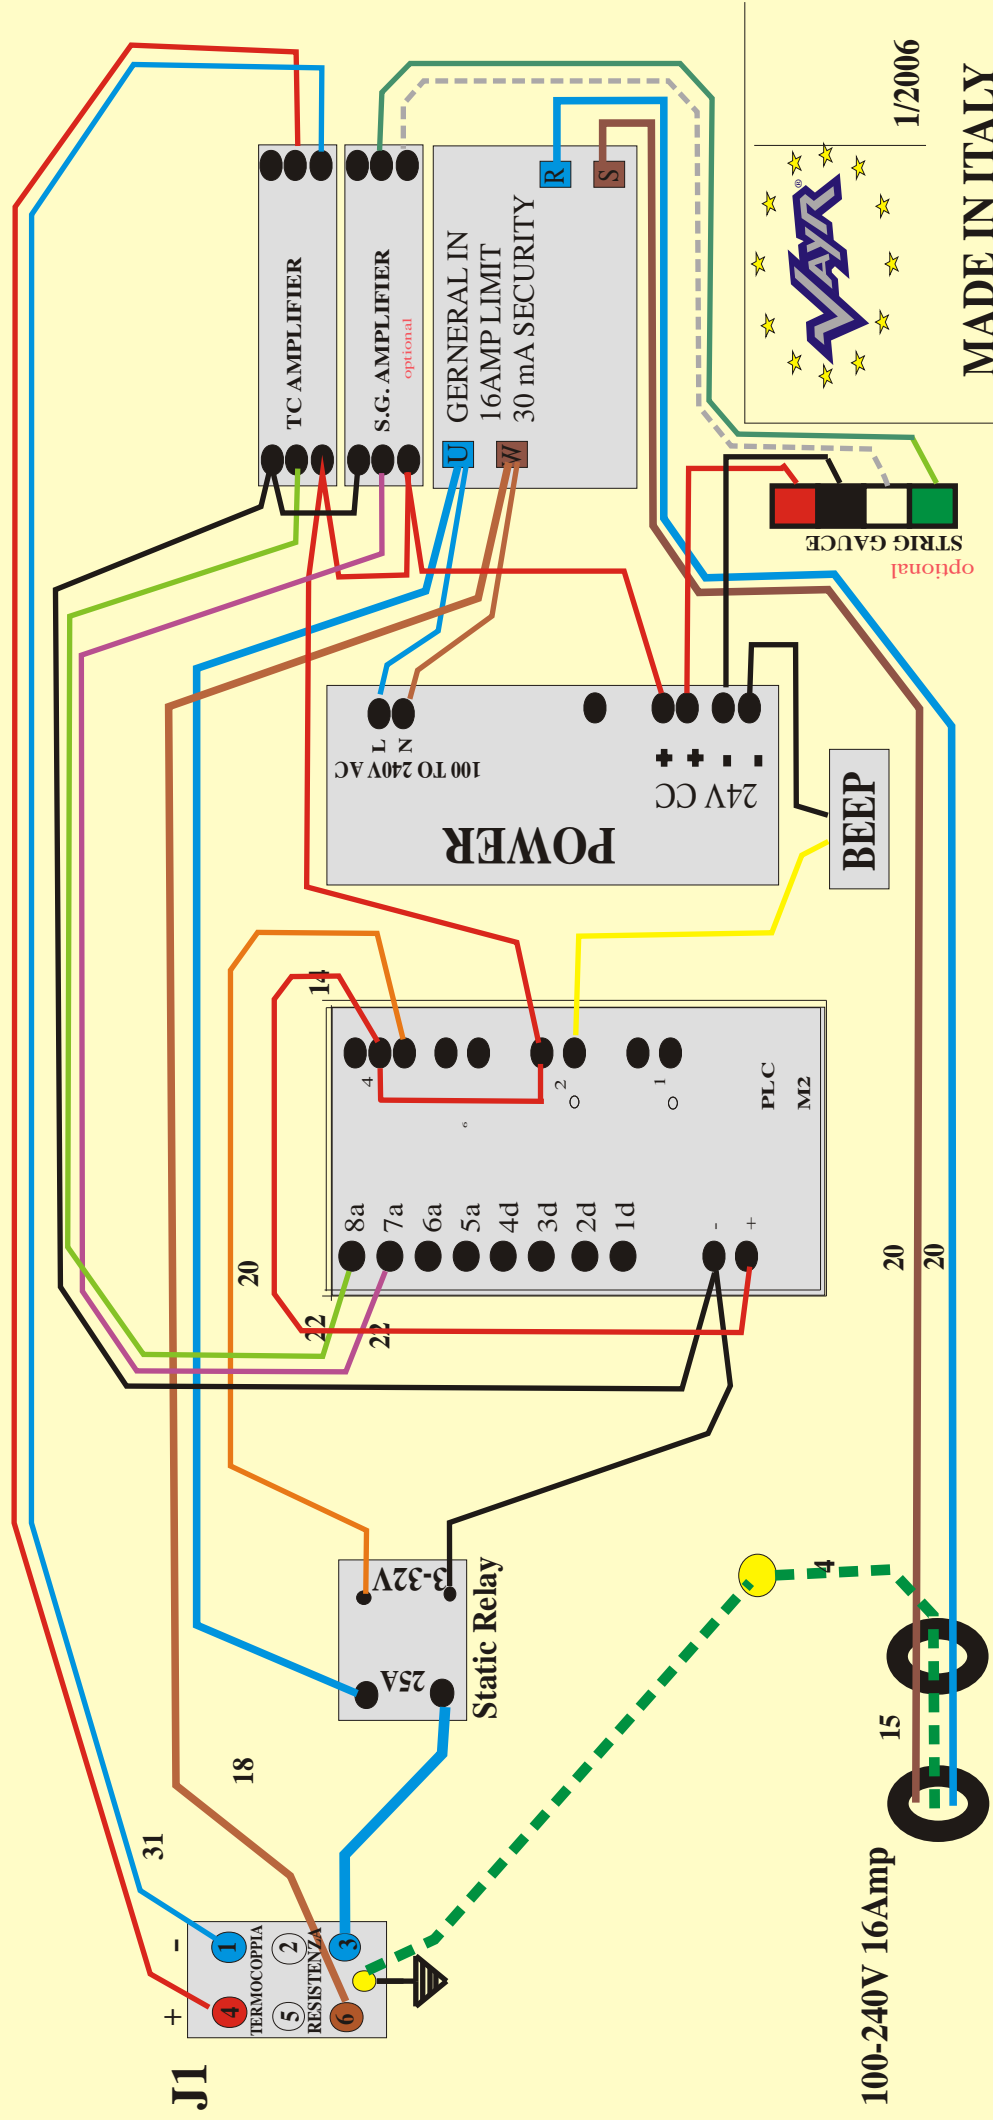 J1
+
-
4
1
TERMOCOPPIA
5
2
RESISTENZA
6
3
31
18
25A
3-32V
Static Relay
20
22
22
14
8a
7a
6a
5a
4d
3d
2d
1d
-
+
4
6
2
1
PLC
M2
L
N
100 TO 240V AC
POWER
24V CC
+
+
-
-
BEEP
TC AMPLIFIER
S.G. AMPLIFIER
optional
U
W
GERNERAL IN
16AMP LIMIT
30 mA SECURITY
R
S
STRIG GAUCE
optional
VAYR®
1/2006
MADE IN ITALY
100-240V 16Amp
15
4
20
20